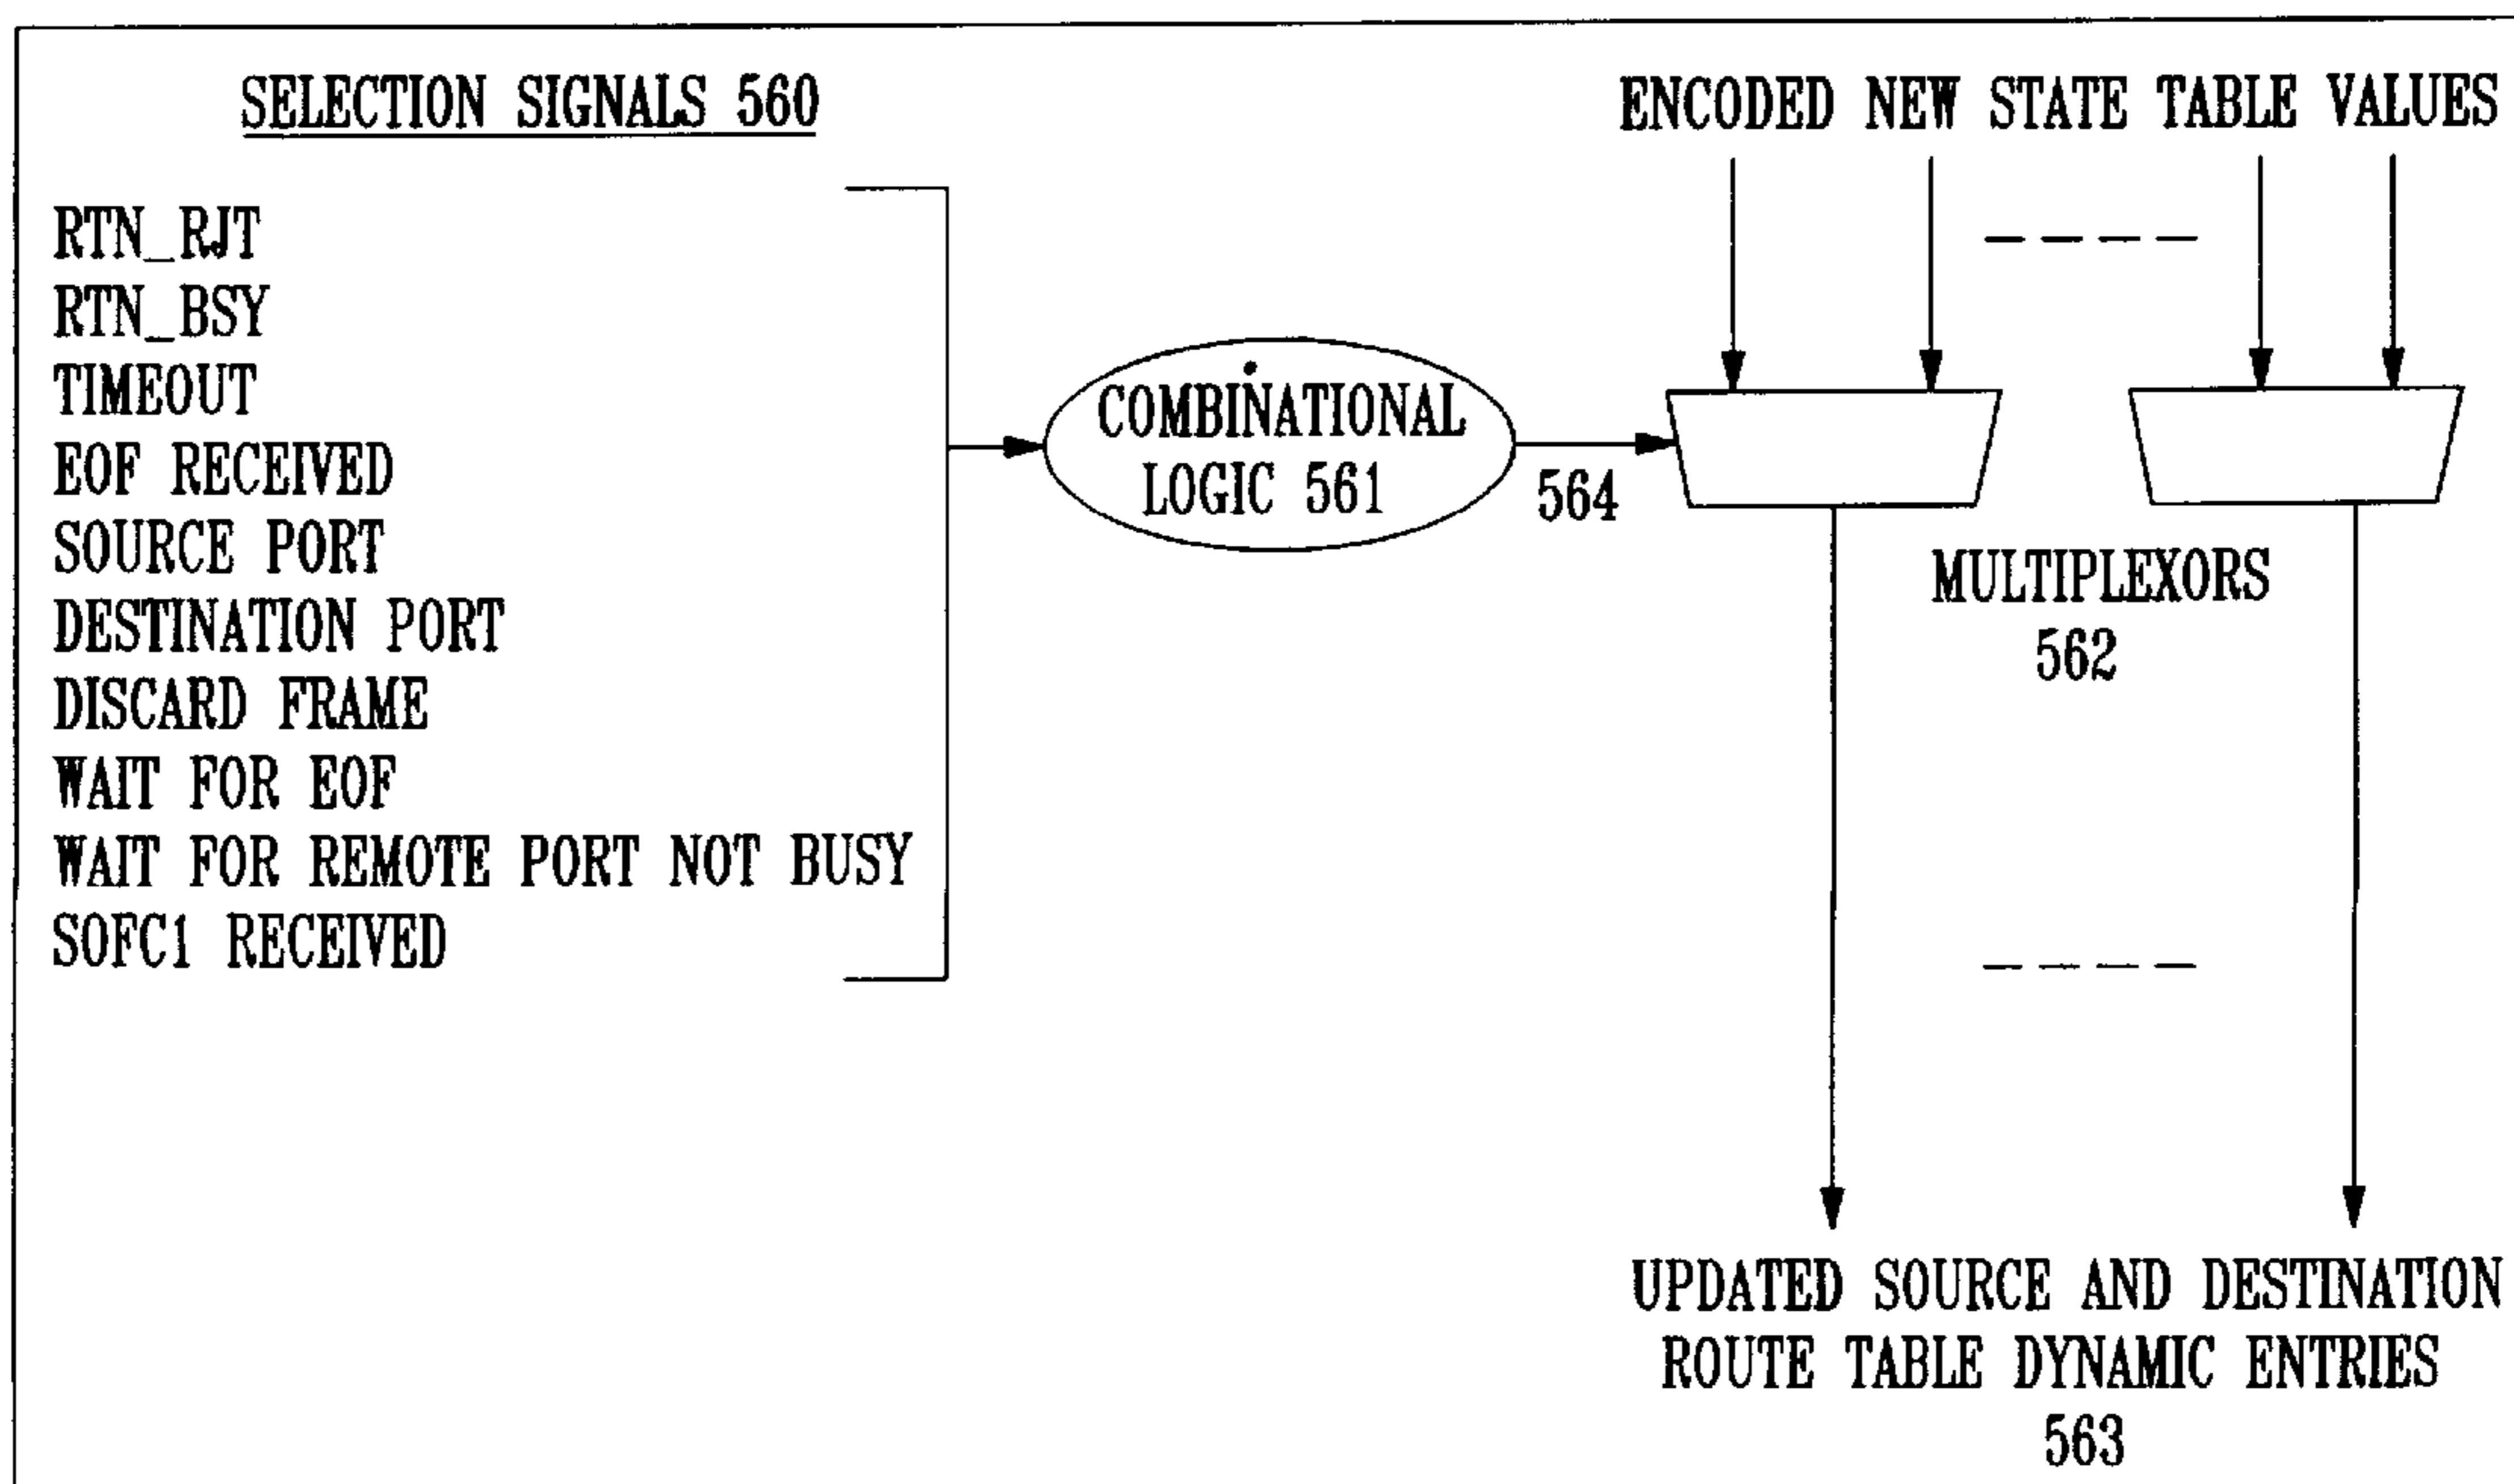 SELECTION SIGNALS 560
RTN_RJT
RTN_BSY
TIMEOUT
EOF RECEIVED
SOURCE PORT
DESTINATION PORT
DISCARD FRAME
WAIT FOR EOF
WAIT FOR REMOTE PORT NOT BUSY
SOFC1 RECEIVED
COMBINATIONAL
LOGIC 561
564
ENCODED NEW STATE TABLE VALUES
MULTIPLEXORS
562
UPDATED SOURCE AND DESTINATION
ROUTE TABLE DYNAMIC ENTRIES
563